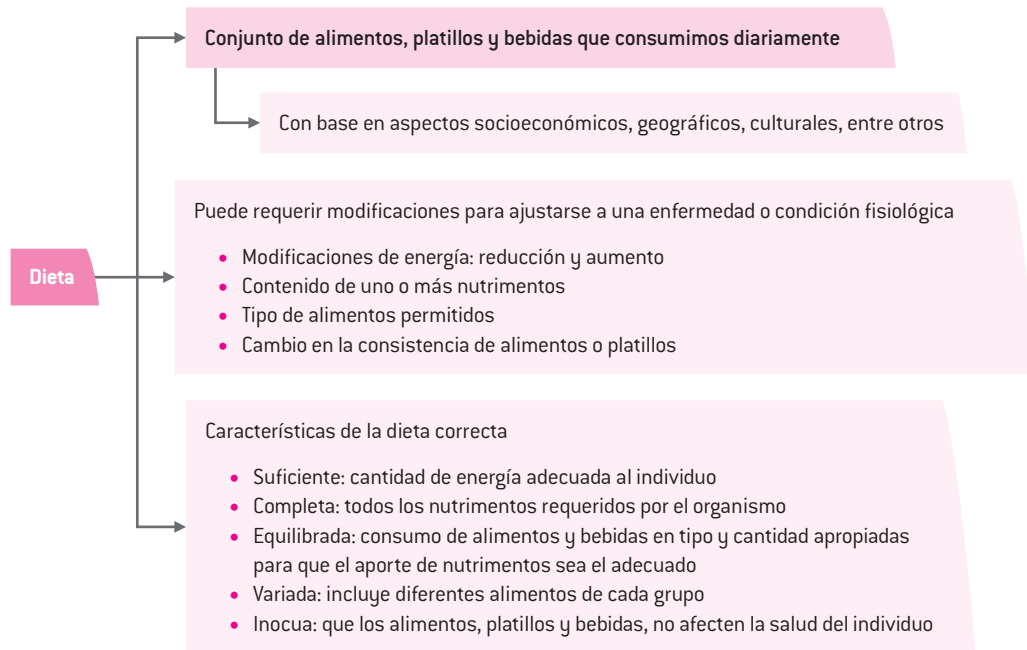 Conjunto de alimentos, platillos y bebidas que consumimos diariamente
Con base en aspectos socioeconómicos, geográficos, culturales, entre otros
Dieta
Puede requerir modificaciones para ajustarse a una enfermedad o condición fisiológica
• Modificaciones de energía: reducción y aumento
• Contenido de uno o más nutrimentos
• Tipo de alimentos permitidos
• Cambio en la consistencia de alimentos o platillos
Características de la dieta correcta
• Suficiente: cantidad de energía adecuada al individuo
• Completa: todos los nutrimentos requeridos por el organismo
• Equilibrada: consumo de alimentos y bebidas en tipo y cantidad apropiadas
para que el aporte de nutrimentos sea el adecuado
• Variada: incluye diferentes alimentos de cada grupo
• Inocua: que los alimentos, platillos y bebidas, no afecten la salud del individuo